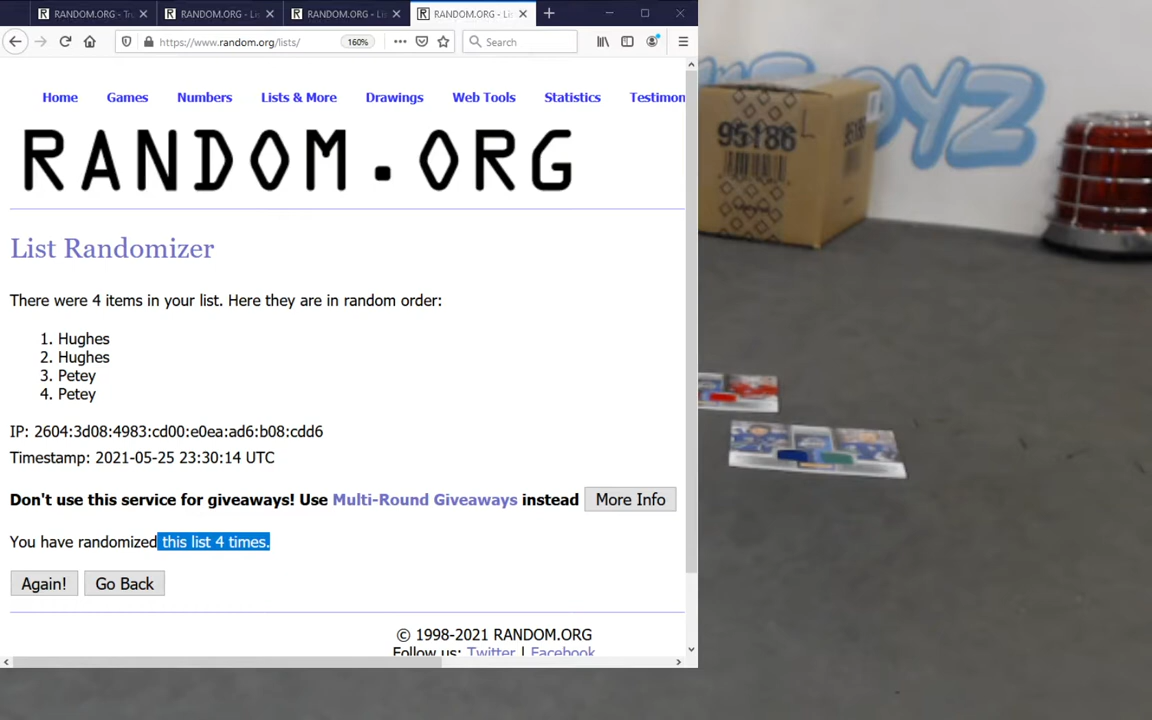 RANDOM.ORG - Tr
RANDOM.ORG - Li
RANDOM.ORG - Li
RANDOM.ORG - Li
https://www.random.org/lists/
160%
Search
Home Games Numbers Lists & More Drawings Web Tools Statistics Testimon
RANDOM.ORG
List Randomizer
There were 4 items in your list. Here they are in random order:
1. Hughes
2. Hughes
3. Petey
4. Petey
IP: 2604:3d08:4983:cd00:e0ea:ad6:b08:cdd6
Timestamp: 2021-05-25 23:30:14 UTC
Don't use this service for giveaways! Use Multi-Round Giveaways instead More Info
You have randomized this list 4 times.
Again! Go Back
© 1998-2021 RANDOM.ORG
Follow us: Twitter | Facebook
95186
OYZ